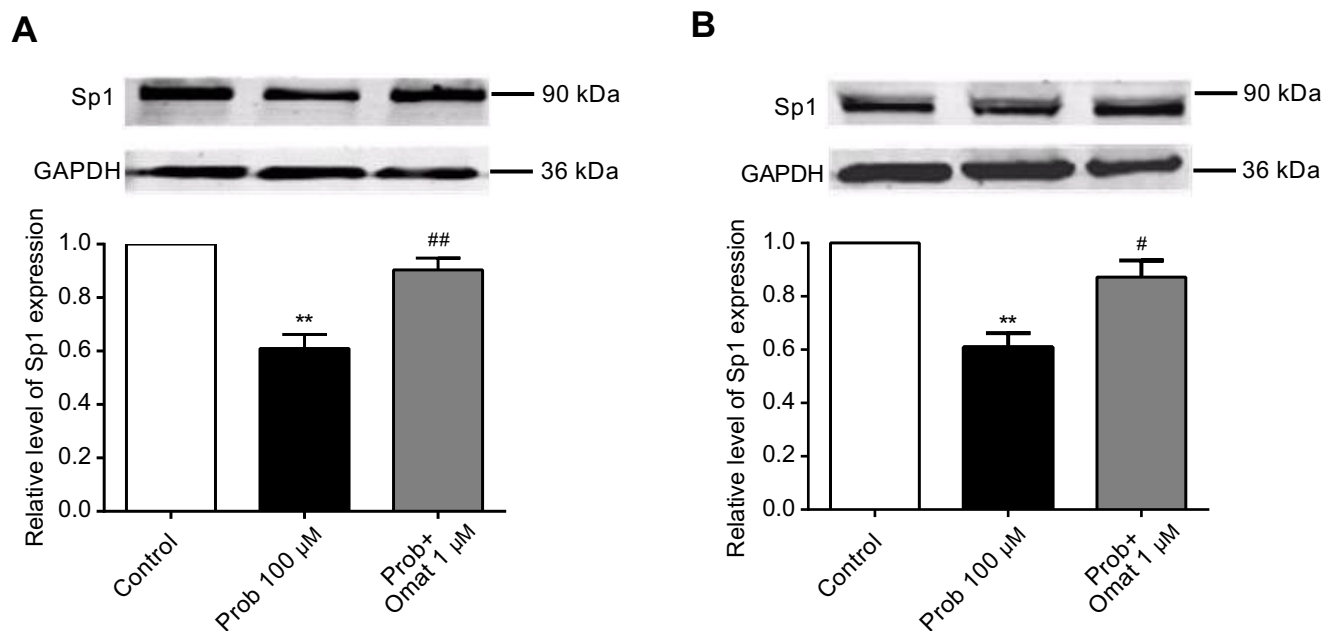 A
Sp1
90 kDa
GAPDH
36 kDa
Relative level of Sp1 expression
1.0
0.8
0.6
0.4
0.2
0.0
**
##
Control
Prob 100 µM
Prob+
Omat 1 µM
B
Sp1
90 kDa
GAPDH
36 kDa
Relative level of Sp1 expression
1.0
0.8
0.6
0.4
0.2
0.0
**
#
Control
Prob 100 µM
Prob+
Omat 1 µM